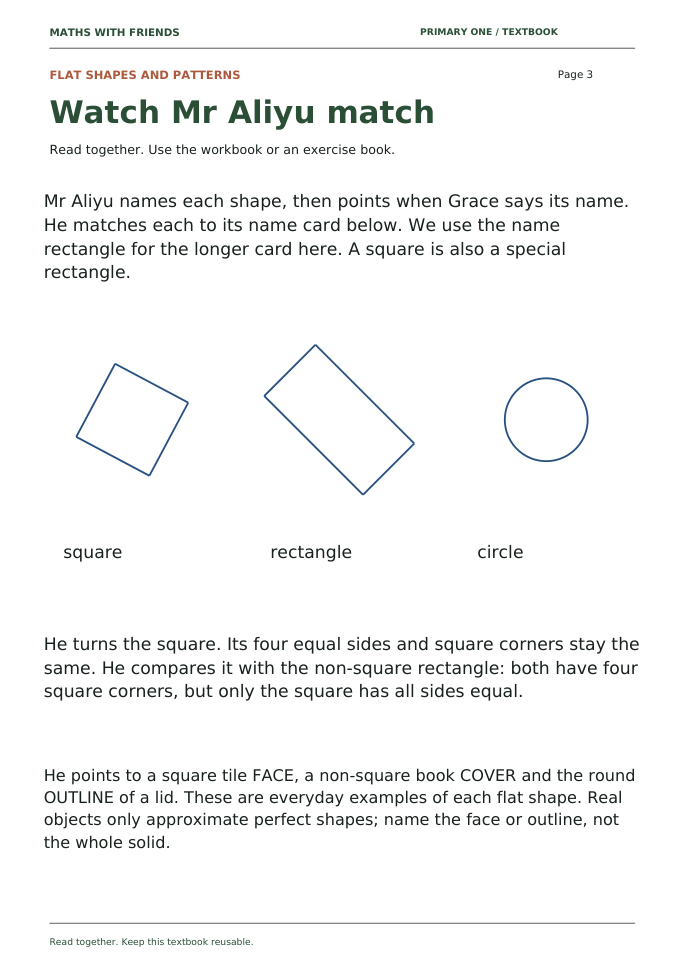 MATHS WITH FRIENDS
PRIMARY ONE / TEXTBOOK
FLAT SHAPES AND PATTERNS
Page 3
Watch Mr Aliyu match
Read together. Use the workbook or an exercise book.
Mr Aliyu names each shape, then points when Grace says its name.
He matches each to its name card below. We use the name
rectangle for the longer card here. A square is also a special
rectangle.
square
rectangle
circle
He turns the square. Its four equal sides and square corners stay the
same. He compares it with the non-square rectangle: both have four
square corners, but only the square has all sides equal.
He points to a square tile FACE, a non-square book COVER and the round
OUTLINE of a lid. These are everyday examples of each flat shape. Real
objects only approximate perfect shapes; name the face or outline, not
the whole solid.
Read together. Keep this textbook reusable.